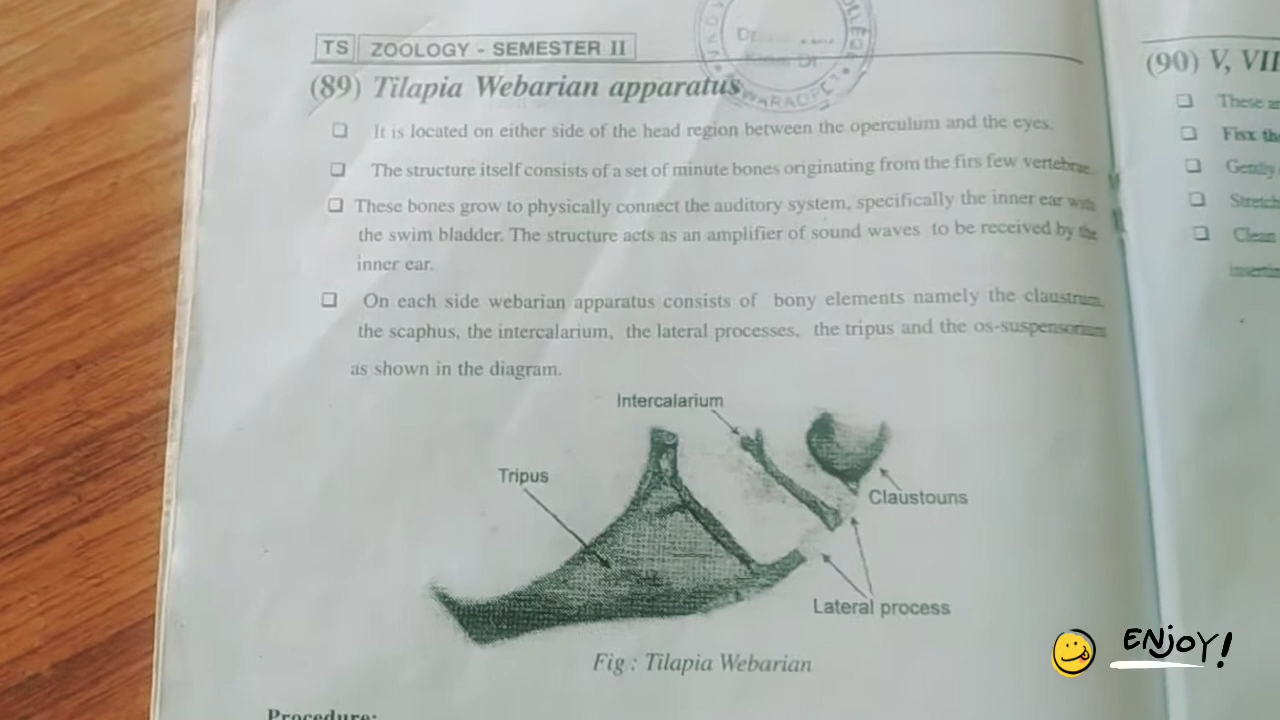 TS ZOOLOGY - SEMESTER II
(89) Tilapia Webarian apparatus
❑ It is located on either side of the head region between the operculum and the eyes.
❑ The structure itself consists of a set of minute bones originating from the firs few vertebrae.
❑ These bones grow to physically connect the auditory system, specifically the inner ear with
the swim bladder. The structure acts as an amplifier of sound waves to be received by the
inner ear.
❑ On each side webarian apparatus consists of bony elements namely the claustrum,
the scaphus, the intercalarium, the lateral processes, the tripus and the os-suspensorium
as shown in the diagram.
Intercalarium
Tripus
Claustouns
Lateral process
Fig : Tilapia Webarian
Procedure:
(90) V, VII
❑ These
❑ Fisx
❑ Gently
❑ Stretch
❑ Clean
ENJOY!